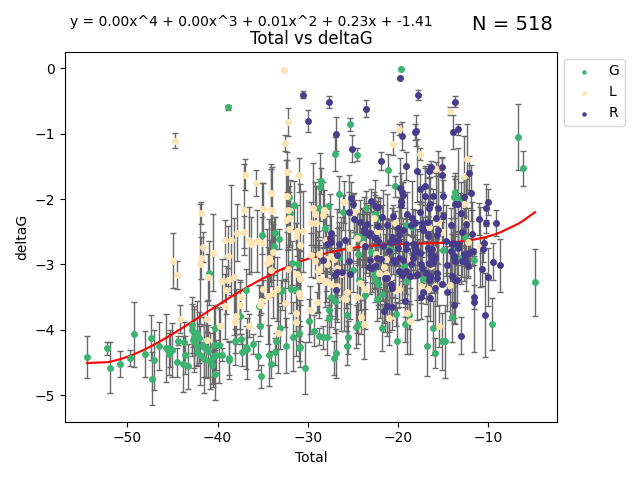 y = 0.00x^4 + 0.00x^3 + 0.01x^2 + 0.23x + -1.41
N = 518
Total vs deltaG
G
L
R
0
−1
−2
−3
−4
−5
deltaG
−50
−40
−30
−20
−10
Total